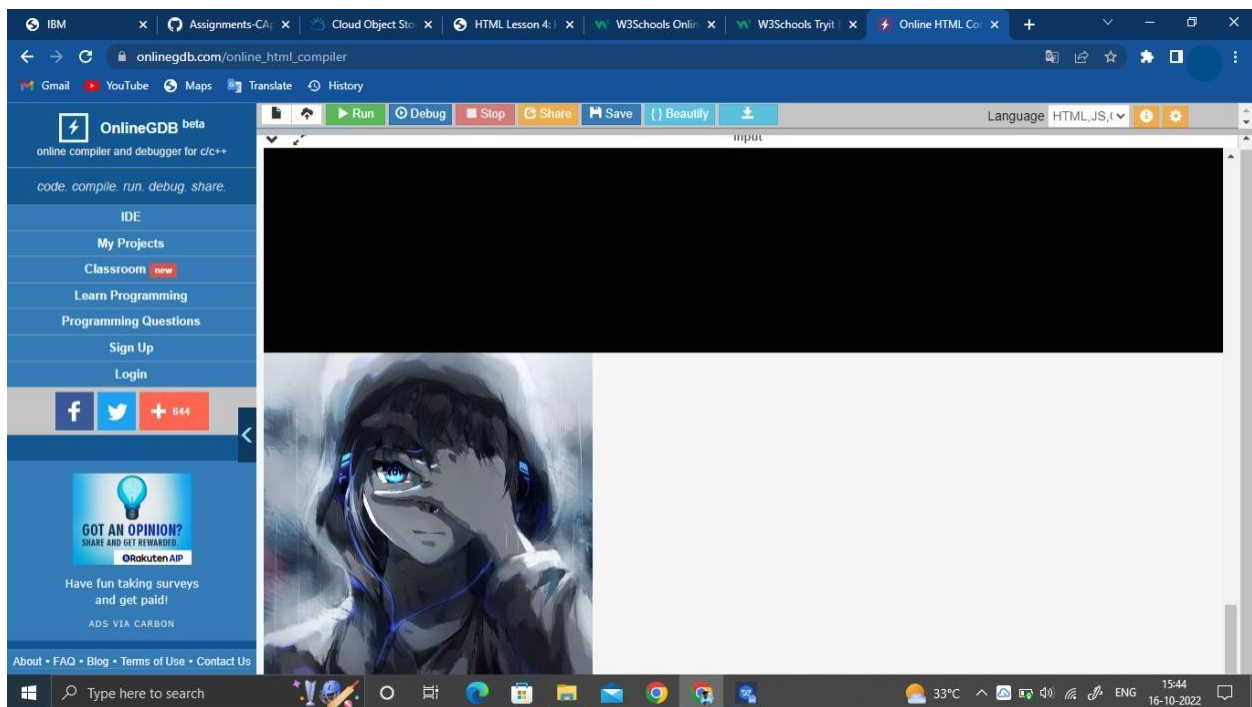 IBM
Assignments-CA
Cloud Object Sto
HTML Lesson 4:
W3Schools Onlin
W3Schools Tryit
Online HTML Co
onlinegdb.com/online_html_compiler
Gmail
YouTube
Maps
Translate
History
OnlineGDB beta
online compiler and debugger for c/c++
code. compile. run. debug. share.
IDE
My Projects
Classroom new
Learn Programming
Programming Questions
Sign Up
Login
f
+ 644
GOT AN OPINION?
SHARE AND GET REWARDED.
Rakuten AIP
Have fun taking surveys
and get paid!
ADS VIA CARBON
About • FAQ • Blog • Terms of Use • Contact Us
Run
Debug
Stop
Share
Save
{ } Beautify
Language HTML,JS,(
input
Type here to search
33°C
ENG
15:44
16-10-2022